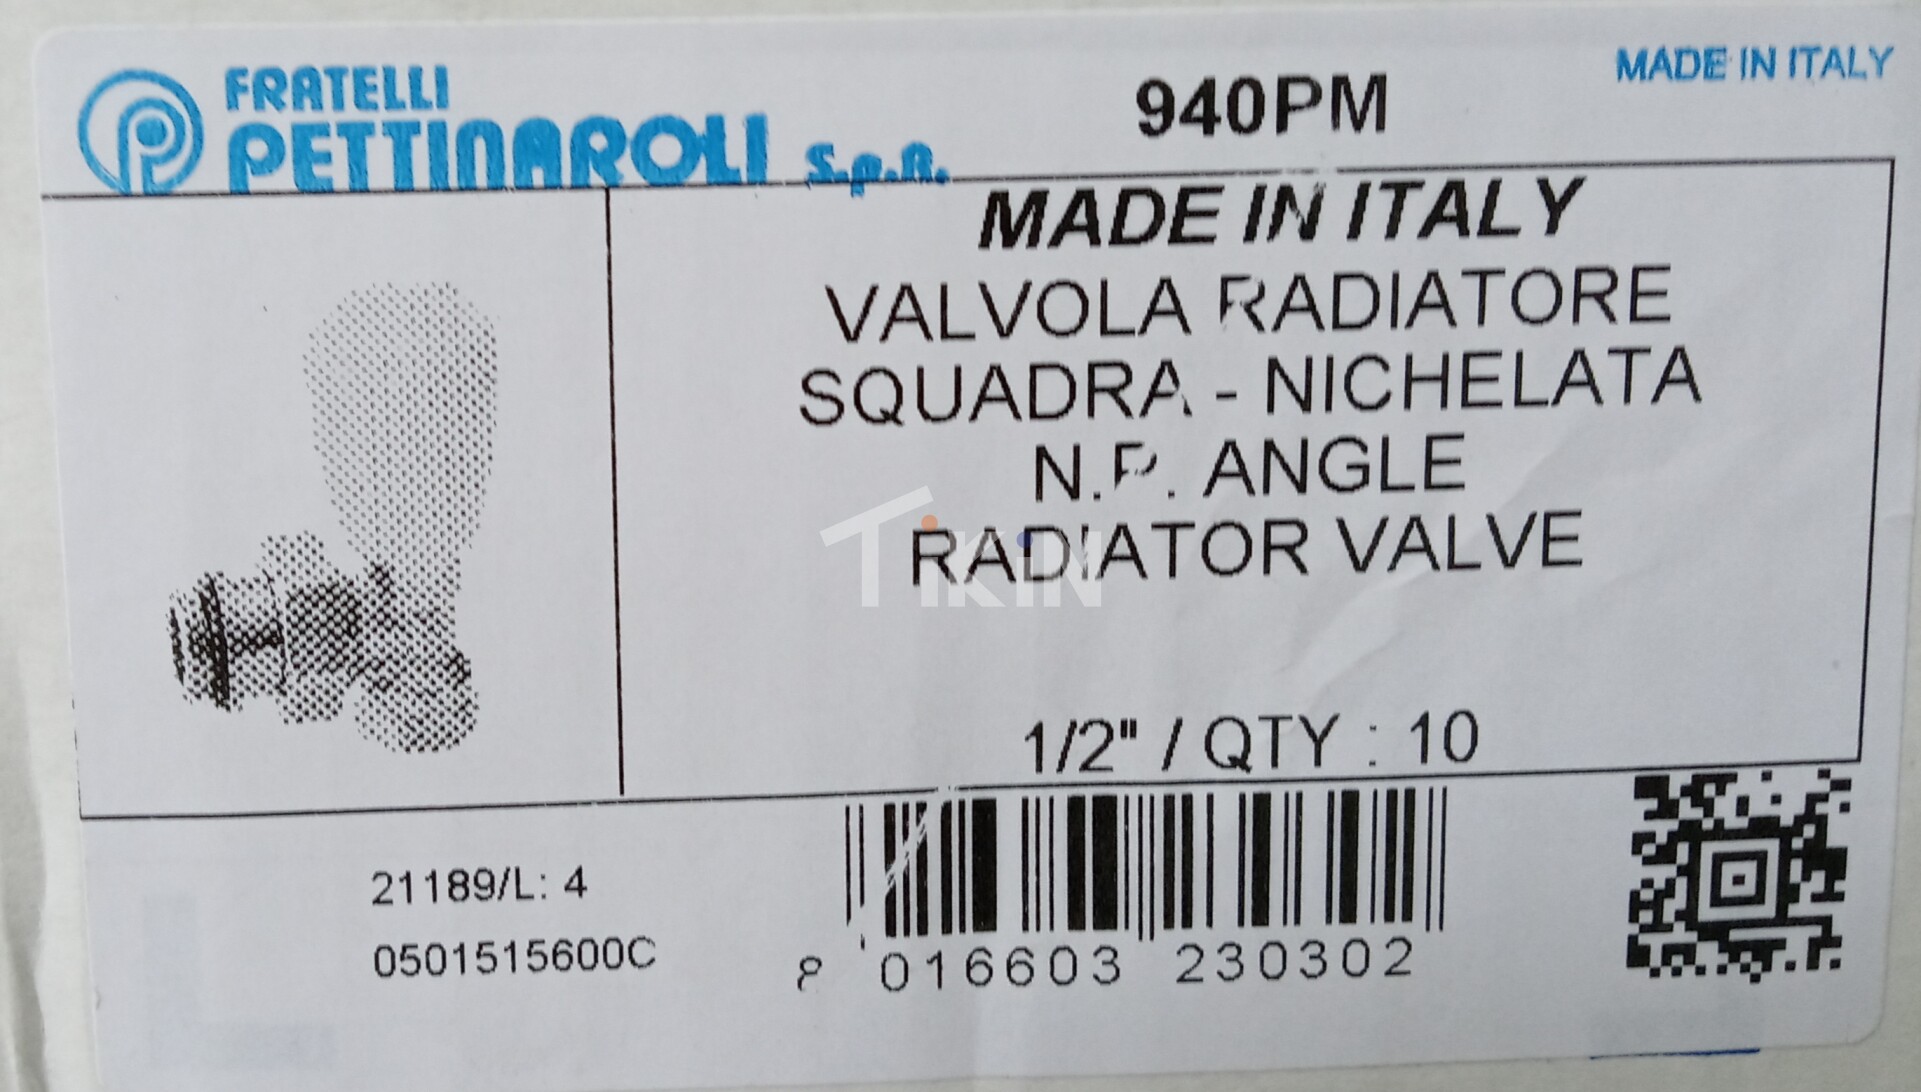 FRATELLI
PETTINAROLI S.p.A.
940PM
MADE IN ITALY
MADE IN ITALY
VALVOLA RADIATORE
SQUADRA - NICHELATA
N.P. ANGLE
RADIATOR VALVE
TiKiN
1/2" / QTY : 10
21189/L: 4
0501515600C
8 016603 230302